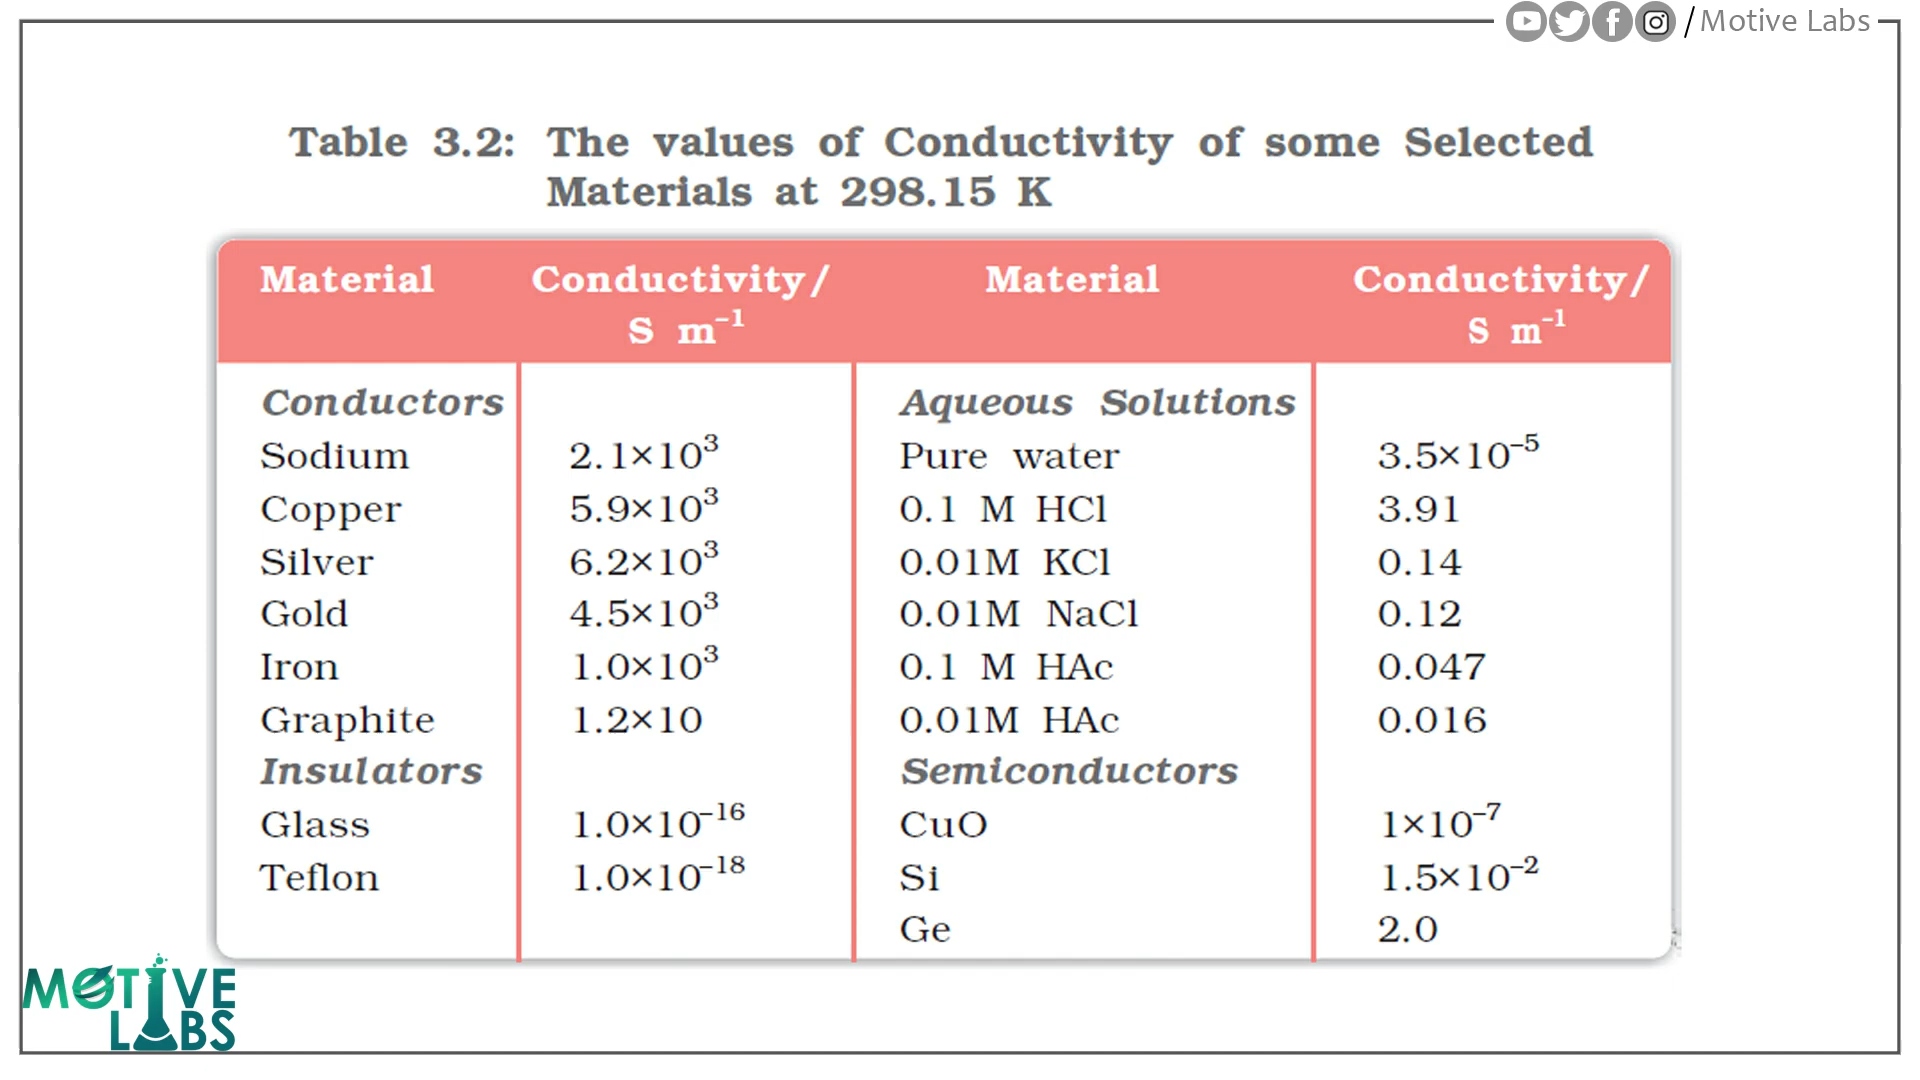 /Motive Labs
Table 3.2: The values of Conductivity of some Selected
Materials at 298.15 K
Material Conductivity/ S m⁻¹ Material Conductivity/ S m⁻¹
Conductors Aqueous Solutions
Sodium 2.1×10³ Pure water 3.5×10⁻⁵
Copper 5.9×10³ 0.1 M HCl 3.91
Silver 6.2×10³ 0.01M KCl 0.14
Gold 4.5×10³ 0.01M NaCl 0.12
Iron 1.0×10³ 0.1 M HAc 0.047
Graphite 1.2×10 0.01M HAc 0.016
Insulators Semiconductors
Glass 1.0×10⁻¹⁶ CuO 1×10⁻⁷
Teflon 1.0×10⁻¹⁸ Si 1.5×10⁻²
Ge 2.0
MOTIVE
LABS